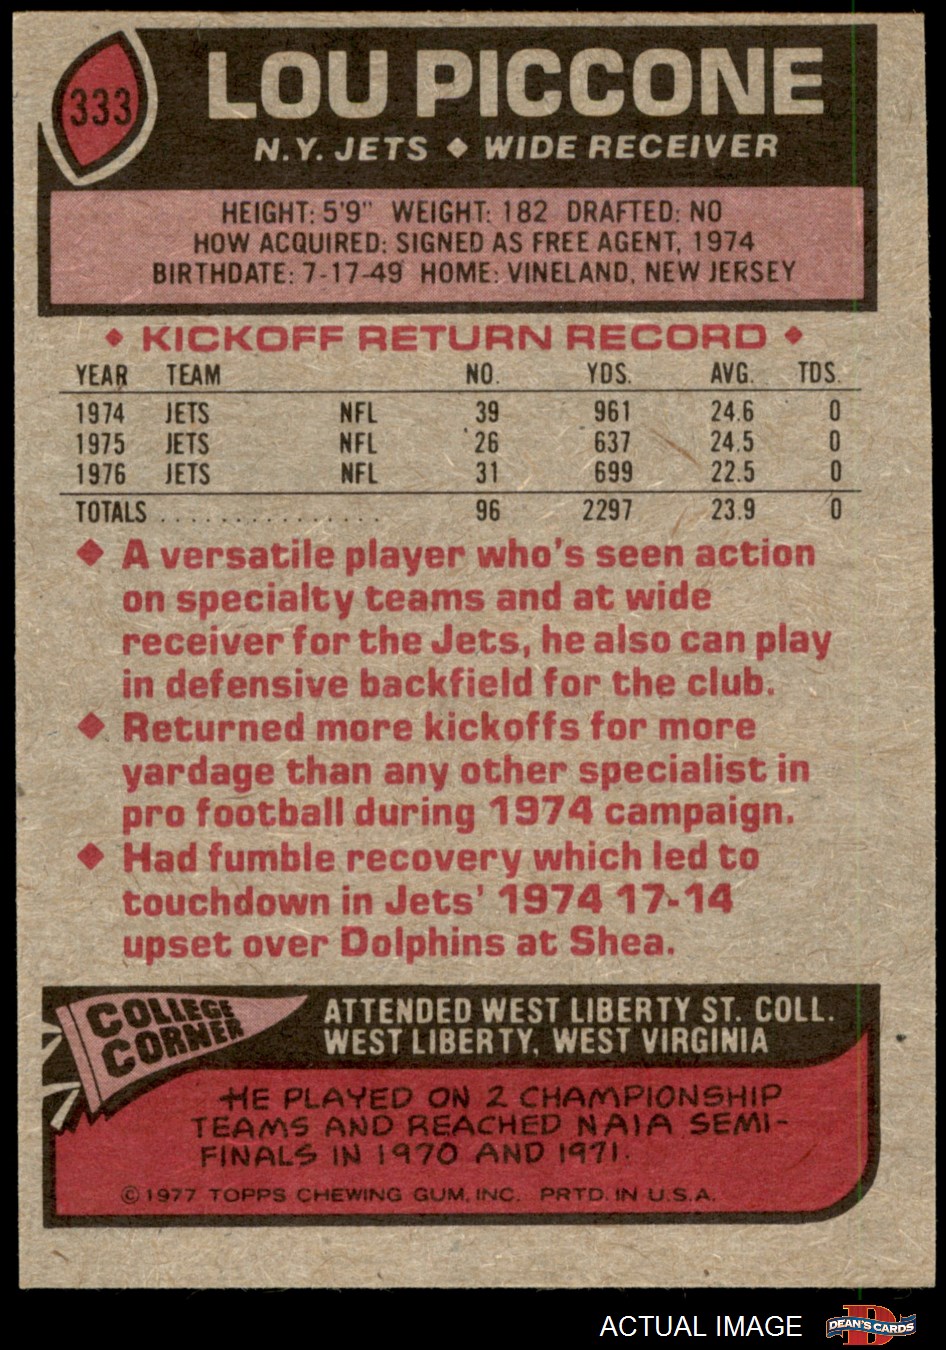 333
LOU PICCONE
N.Y. JETS ◆ WIDE RECEIVER
HEIGHT: 5'9" WEIGHT: 182 DRAFTED: NO
HOW ACQUIRED: SIGNED AS FREE AGENT, 1974
BIRTHDATE: 7-17-49 HOME: VINELAND, NEW JERSEY
◆ KICKOFF RETURN RECORD ◆
YEAR TEAM NO. YDS. AVG. TDS.
1974 JETS NFL 39 961 24.6 0
1975 JETS NFL 26 637 24.5 0
1976 JETS NFL 31 699 22.5 0
TOTALS ................ 96 2297 23.9 0
◆ A versatile player who's seen action
on specialty teams and at wide
receiver for the Jets, he also can play
in defensive backfield for the club.
◆ Returned more kickoffs for more
yardage than any other specialist in
pro football during 1974 campaign.
◆ Had fumble recovery which led to
touchdown in Jets' 1974 17-14
upset over Dolphins at Shea.
COLLEGE
CORNER
ATTENDED WEST LIBERTY ST. COLL.
WEST LIBERTY, WEST VIRGINIA
HE PLAYED ON 2 CHAMPIONSHIP
TEAMS AND REACHED NAIA SEMI-
FINALS IN 1970 AND 1971.
© 1977 TOPPS CHEWING GUM, INC. PRTD. IN U.S.A.
ACTUAL IMAGE
D
DEAN'S CARDS